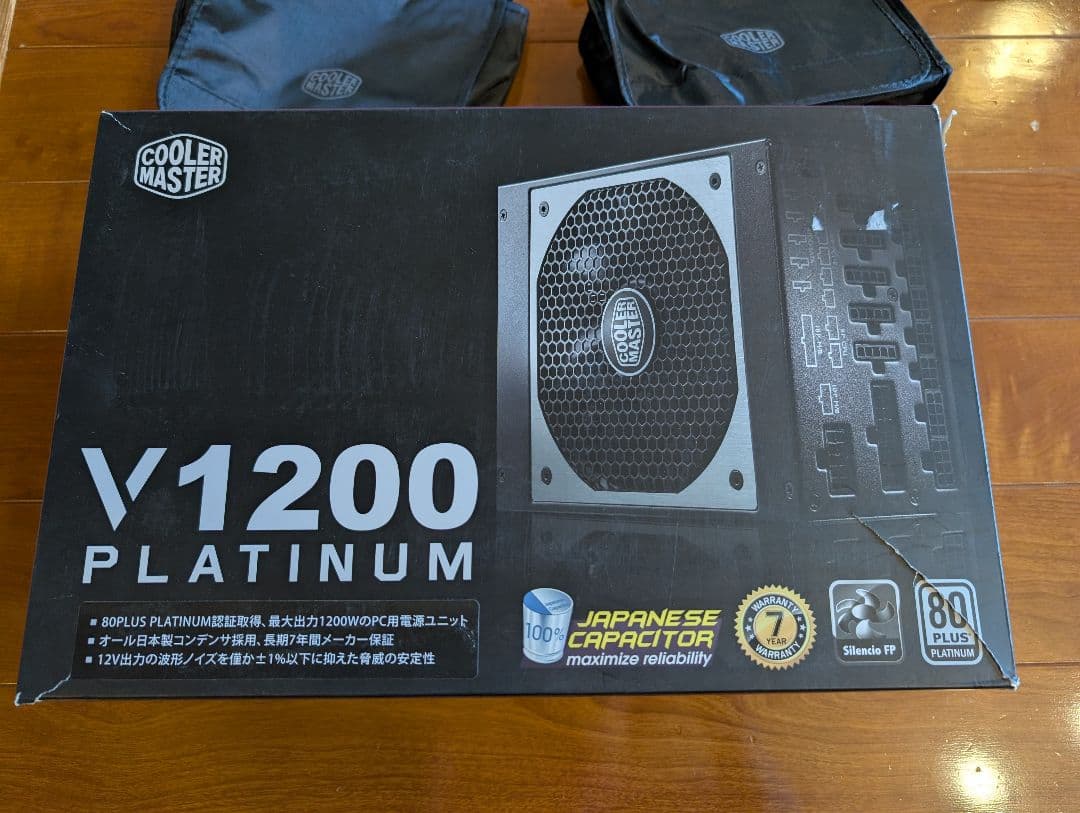 COOLER
MASTER
COOLER
MASTER
COOLER
MASTER
COOLER
MASTER
V1200
PLATINUM
■ 80PLUS PLATINUM認証取得、最大出力1200WのPC用電源ユニット
■ オール日本製コンデンサ採用、長期7年間メーカー保証
■ 12V出力の波形ノイズを僅か±1%以下に抑えた脅威の安定性
100%
JAPANESE
CAPACITOR
maximize reliability
WARRANTY
7
YEAR
WARRANTY
Silencio FP
80
PLUS
PLATINUM